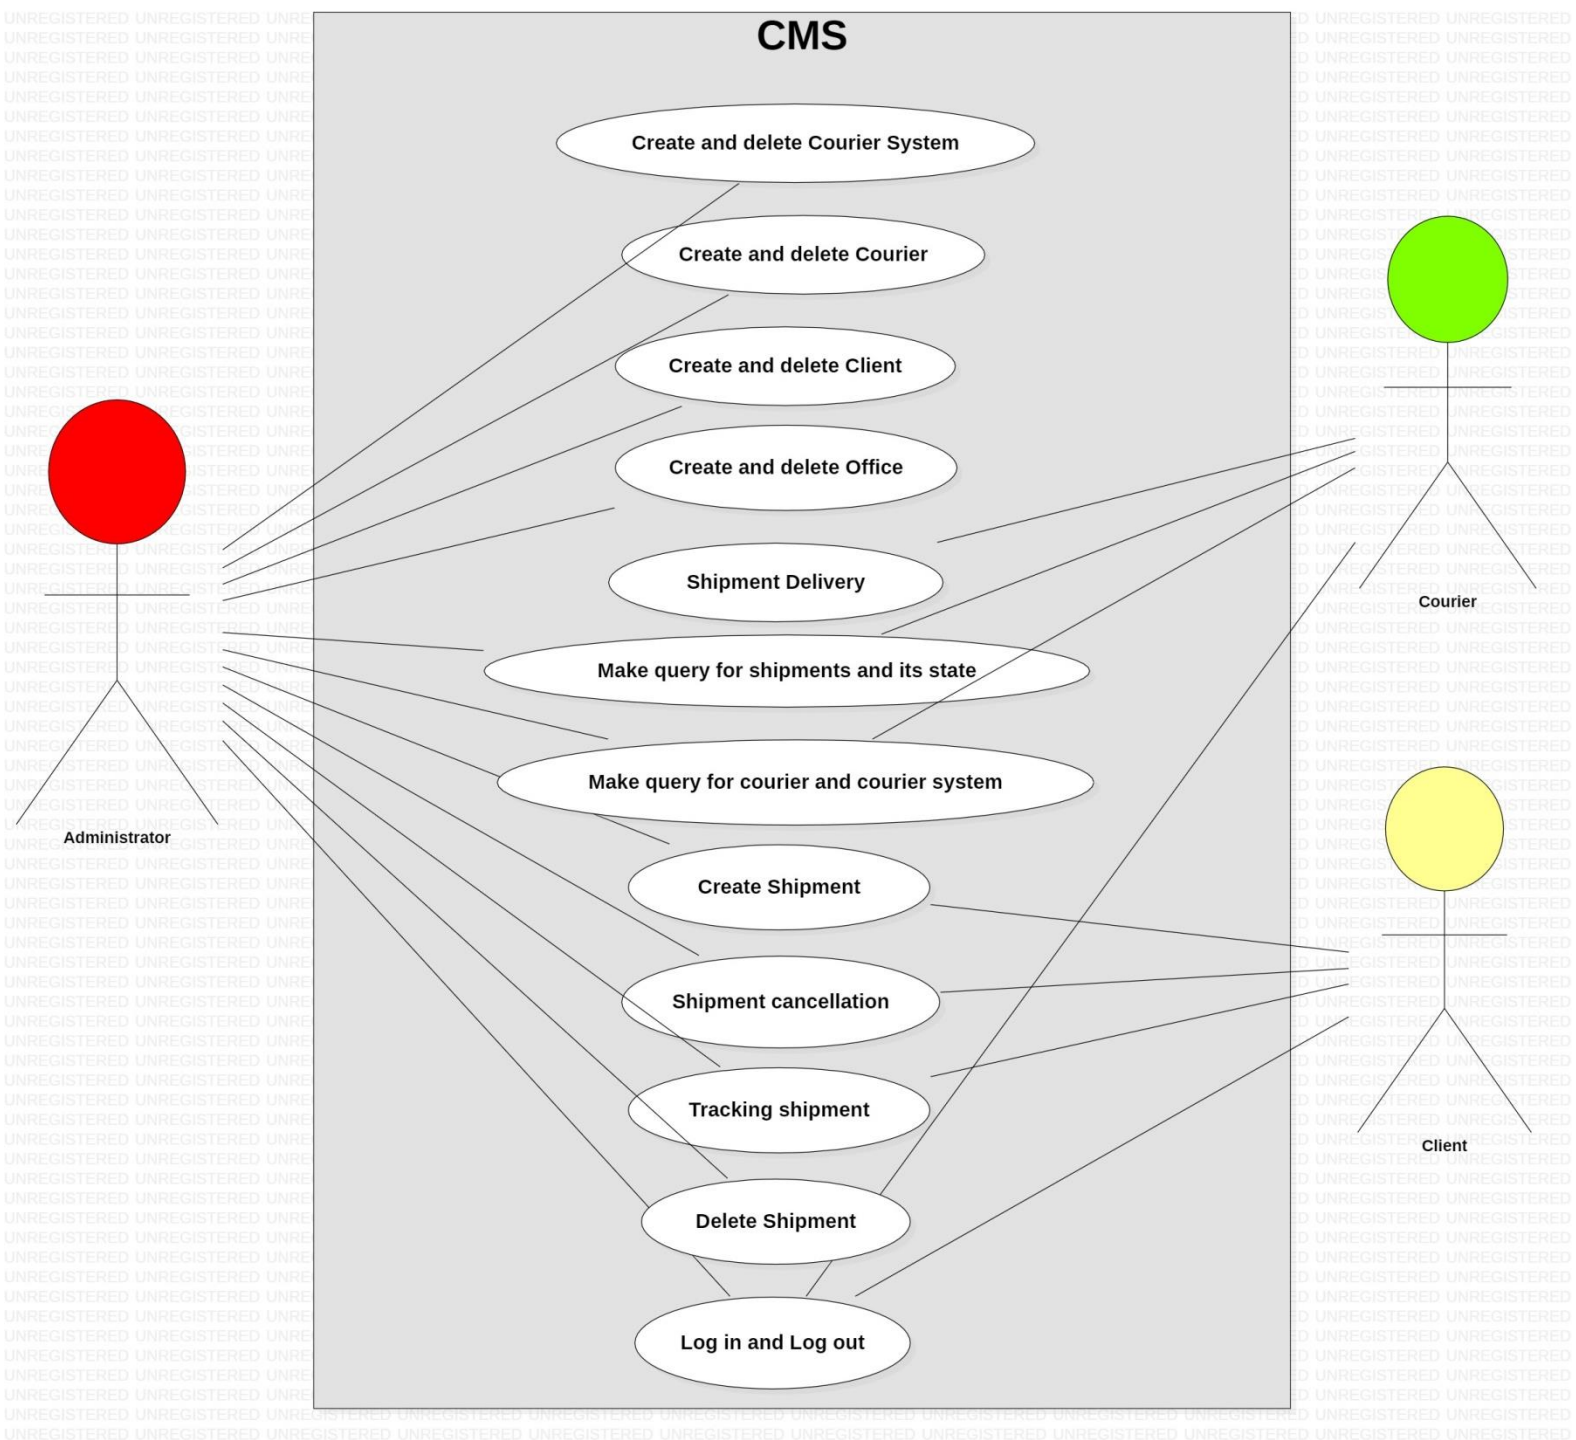 CMS
Create and delete Courier System
Create and delete Courier
Create and delete Client
Create and delete Office
Shipment Delivery
Make query for shipments and its state
Make query for courier and courier system
Create Shipment
Shipment cancellation
Tracking shipment
Delete Shipment
Log in and Log out
Administrator
Courier
Client
UNREGISTERED